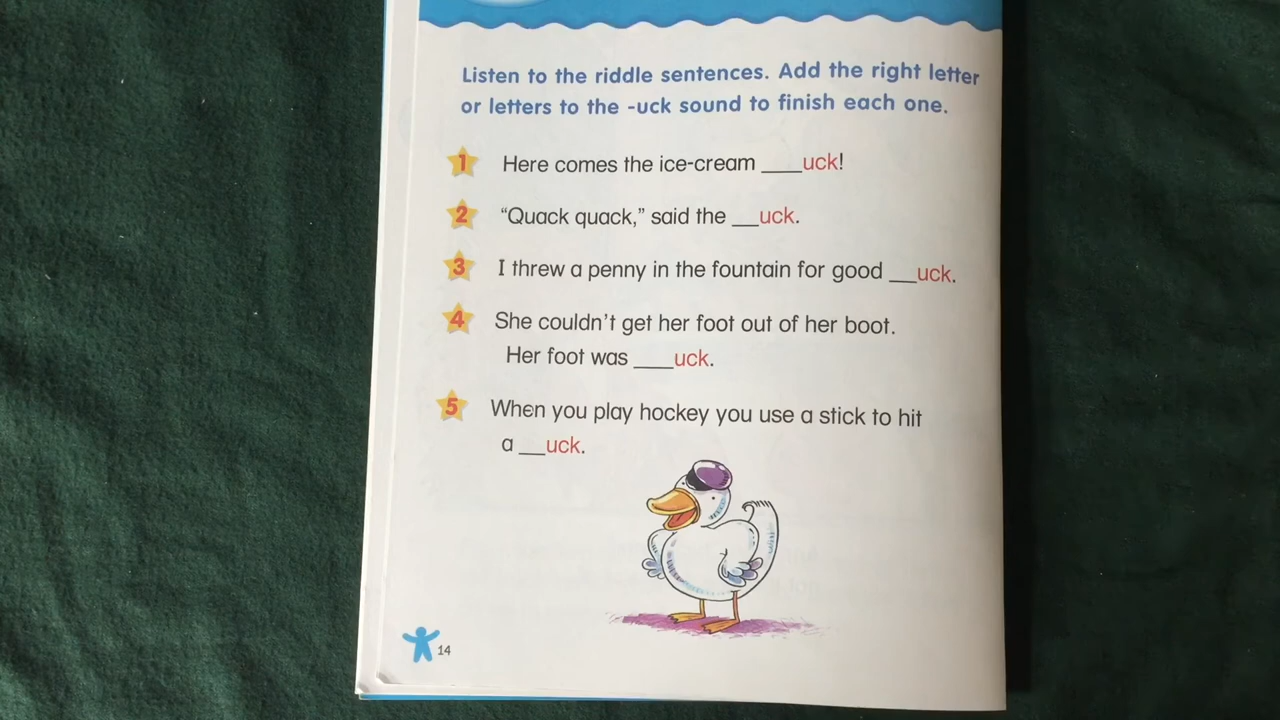 Listen to the riddle sentences. Add the right letter
or letters to the -uck sound to finish each one.
1 Here comes the ice-cream ____uck!
2 “Quack quack,” said the __uck.
3 I threw a penny in the fountain for good __uck.
4 She couldn’t get her foot out of her boot.
Her foot was ____uck.
5 When you play hockey you use a stick to hit
a __uck.
14